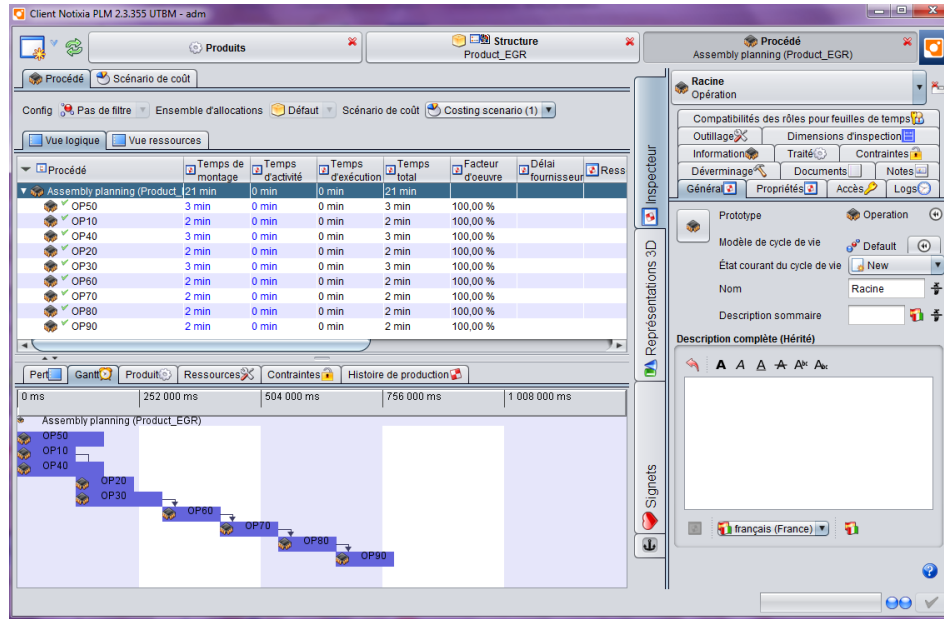 Client Notixia PLM 2.3.355 UTBM - adm
Produits
Structure
Product_EGR
Procédé
Assembly planning (Product_EGR)
Procédé Scénario de coût
Config Pas de filtre Ensemble d'allocations Défaut Scénario de coût Costing scenario (1)
Vue logique Vue ressources
Procédé Temps de montage Temps d'activité Temps d'exécution Temps total Facteur d'oeuvre Délai fournisseur Ress
Assembly planning (Product_ 21 min 0 min 0 min 21 min
OP50 3 min 0 min 0 min 3 min 100,00 %
OP10 2 min 0 min 0 min 2 min 100,00 %
OP40 3 min 0 min 0 min 3 min 100,00 %
OP20 2 min 0 min 0 min 2 min 100,00 %
OP30 3 min 0 min 0 min 3 min 100,00 %
OP60 2 min 0 min 0 min 2 min 100,00 %
OP70 2 min 0 min 0 min 2 min 100,00 %
OP80 2 min 0 min 0 min 2 min 100,00 %
OP90 2 min 0 min 0 min 2 min 100,00 %
Pert Gantt Produit Ressources Contraintes Histoire de production
0 ms 252 000 ms 504 000 ms 756 000 ms 1 008 000 ms
Assembly planning (Product_EGR)
OP50
OP10
OP40
OP20
OP30
OP60
OP70
OP80
OP90
Inspecteur
Représentations 3D
Signets
Racine
Opération
Compatibilités des rôles pour feuilles de temps
Outillage Dimensions d'inspection
Information Traité Contraintes
Déverminage Documents Notes
Général Propriétés Accès Logs
Prototype Operation
Modèle de cycle de vie Default
État courant du cycle de vie New
Nom Racine
Description sommaire
Description complète (Hérité)
A A A A Abc Abc
français (France)